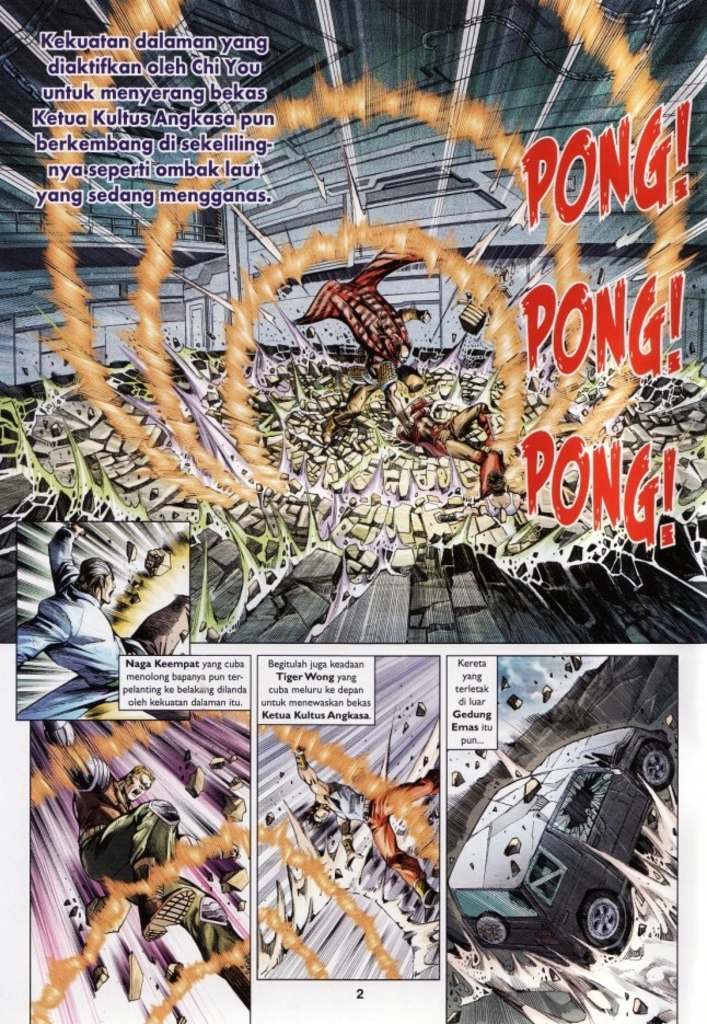 Kekuatan dalaman yang
diaktifkan oleh Chi You
untuk menyerang bekas
Ketua Kultus Angkasa pun
berkembang di sekeliling-
nya seperti ombak laut
yang sedang mengganas.
PONG!
PONG!
PONG!
Naga Keempat yang cuba
menolong bapanya pun ter-
pelanting ke belakang dilanda
oleh kekuatan dalaman itu.
Begitulah juga keadaan
Tiger Wong yang
cuba meluru ke depan
untuk menewaskan bekas
Ketua Kultus Angkasa.
Kereta
yang
terletak
di luar
Gedung
Emas itu
pun...
2